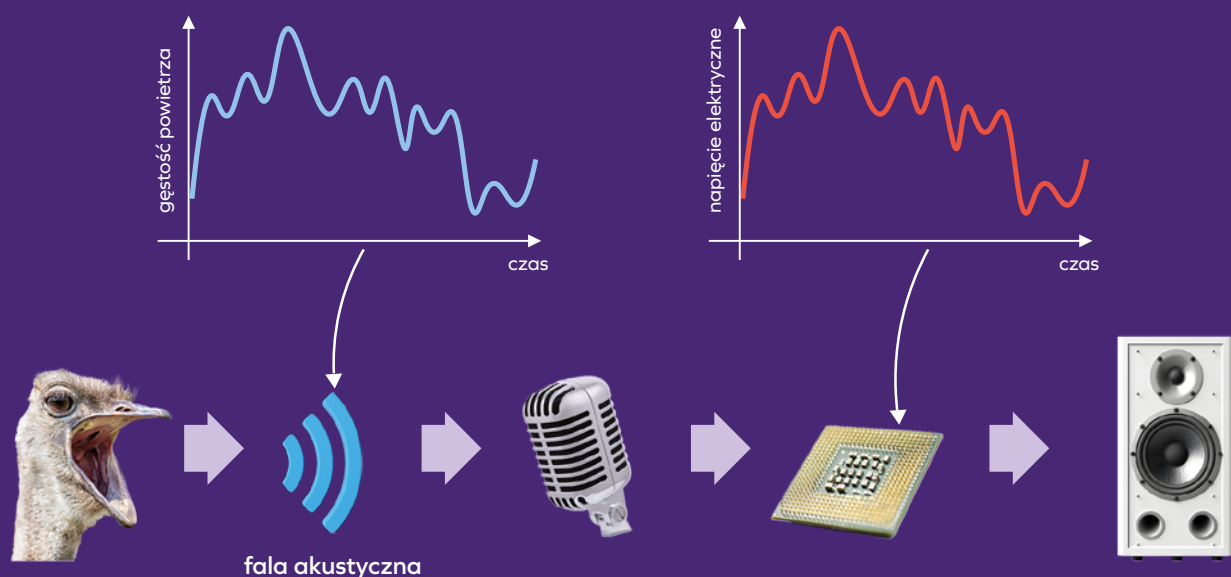 gęstość powietrza
czas
napięcie elektryczne
czas
fala akustyczna